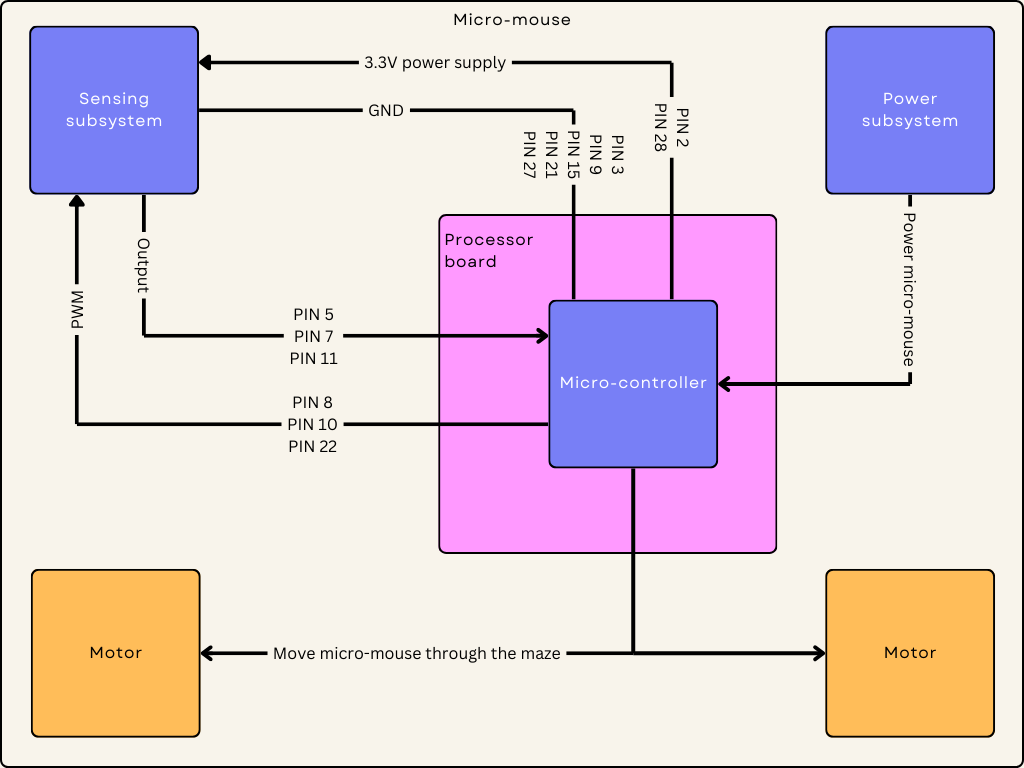 Micro-mouse
Sensing
subsystem
3.3V power supply
GND
PIN 2
PIN 28
PIN 3
PIN 9
PIN 15
PIN 21
PIN 27
Power
subsystem
Processor
board
Output
PWM
Power micro-mouse
PIN 5
PIN 7
PIN 11
Micro-controller
PIN 8
PIN 10
PIN 22
Motor
Move micro-mouse through the maze
Motor